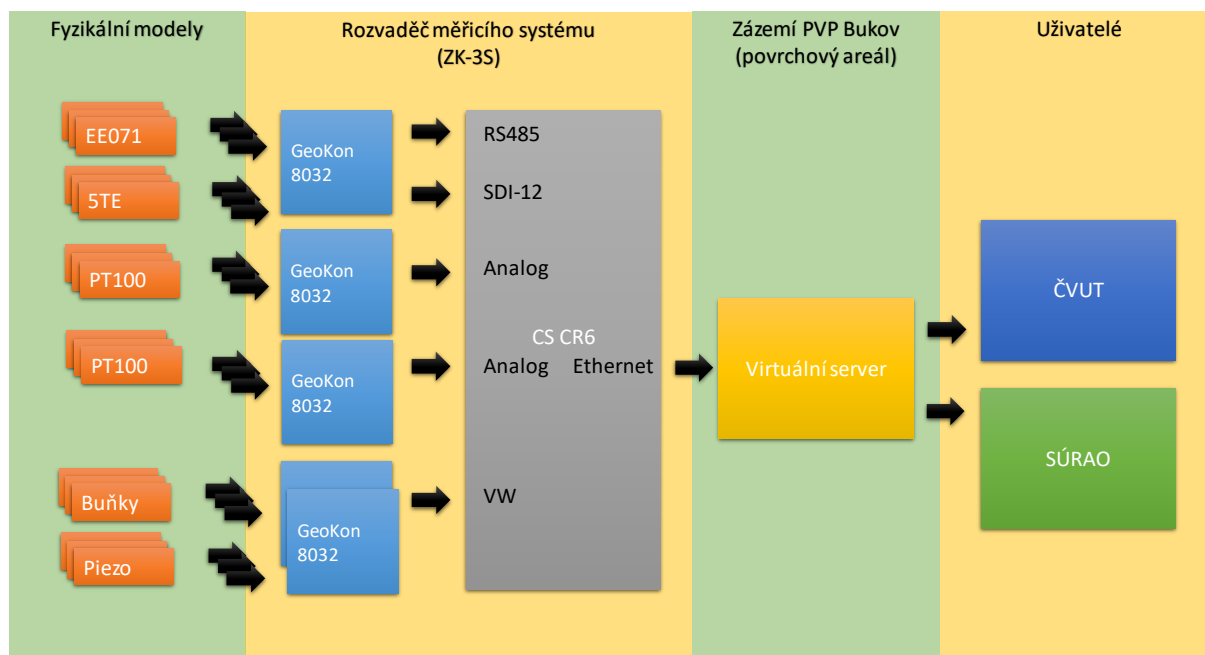 Fyzikální modely
Rozvaděč měřicího systému
(ZK-3S)
Zázemí PVP Bukov
(povrchový areál)
Uživatelé
EE071
5TE
PT100
PT100
Buňky
Piezo
GeoKon
8032
GeoKon
8032
GeoKon
8032
GeoKon
8032
RS485
SDI-12
Analog
CS CR6
Analog Ethernet
VW
Virtuální server
ČVUT
SÚRAO